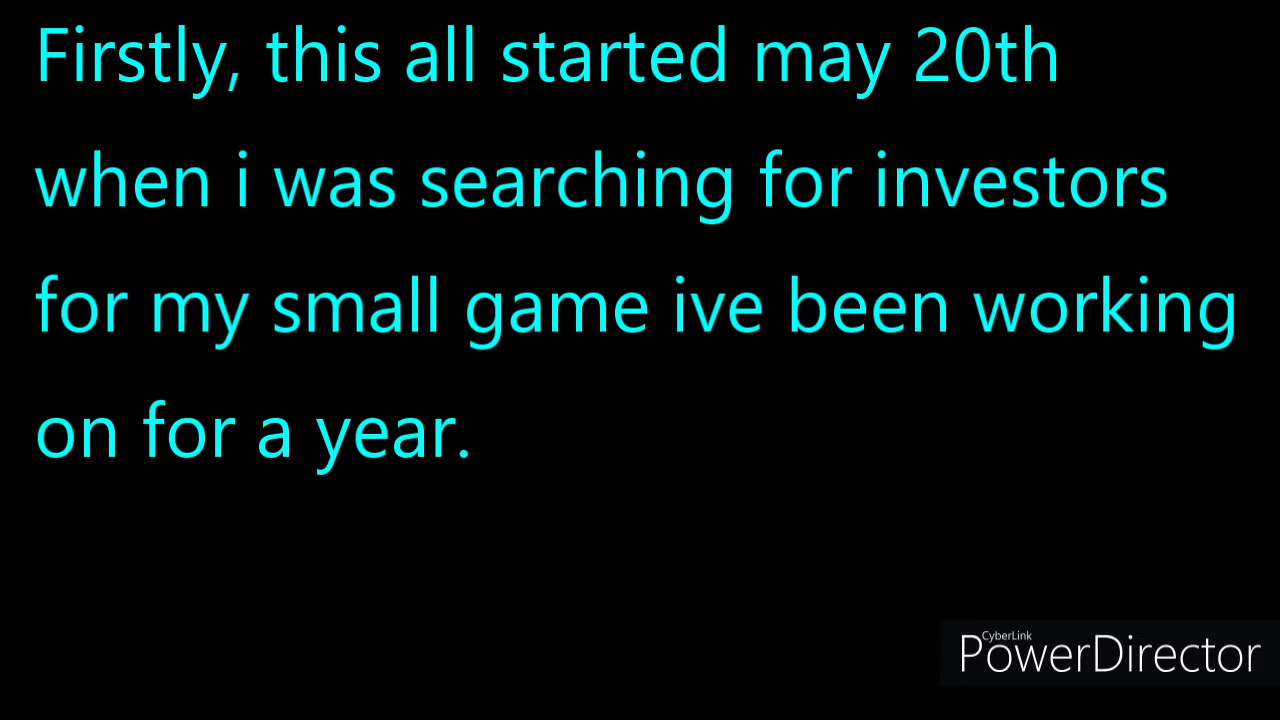 Firstly, this all started may 20th
when i was searching for investors
for my small game ive been working
on for a year.
CyberLink
PowerDirector